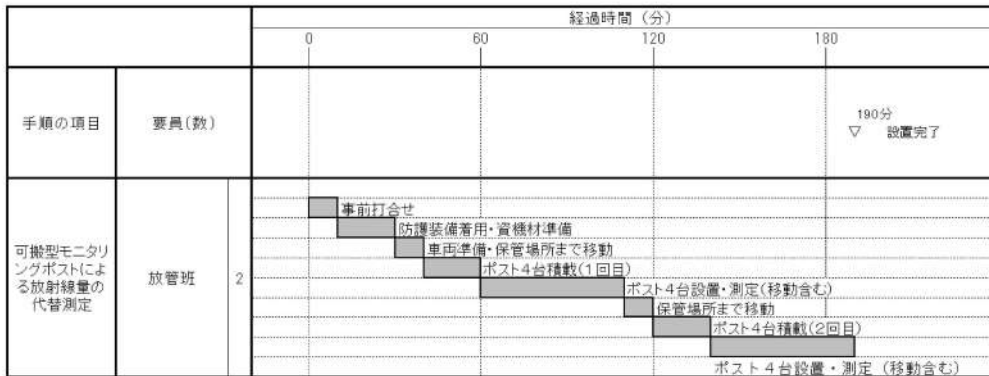 経過時間（分）
0
60
120
180
手順の項目
要員(数)
190分
▽ 設置完了
可搬型モニタリ
ングポストによ
る放射線量の
代替測定
放管班
2
事前打合せ
防護装備着用・資機材準備
車両準備・保管場所まで移動
ポスト４台積載(１回目)
ポスト４台設置・測定(移動含む)
保管場所まで移動
ポスト４台積載(２回目)
ポスト４台設置・測定（移動含む）